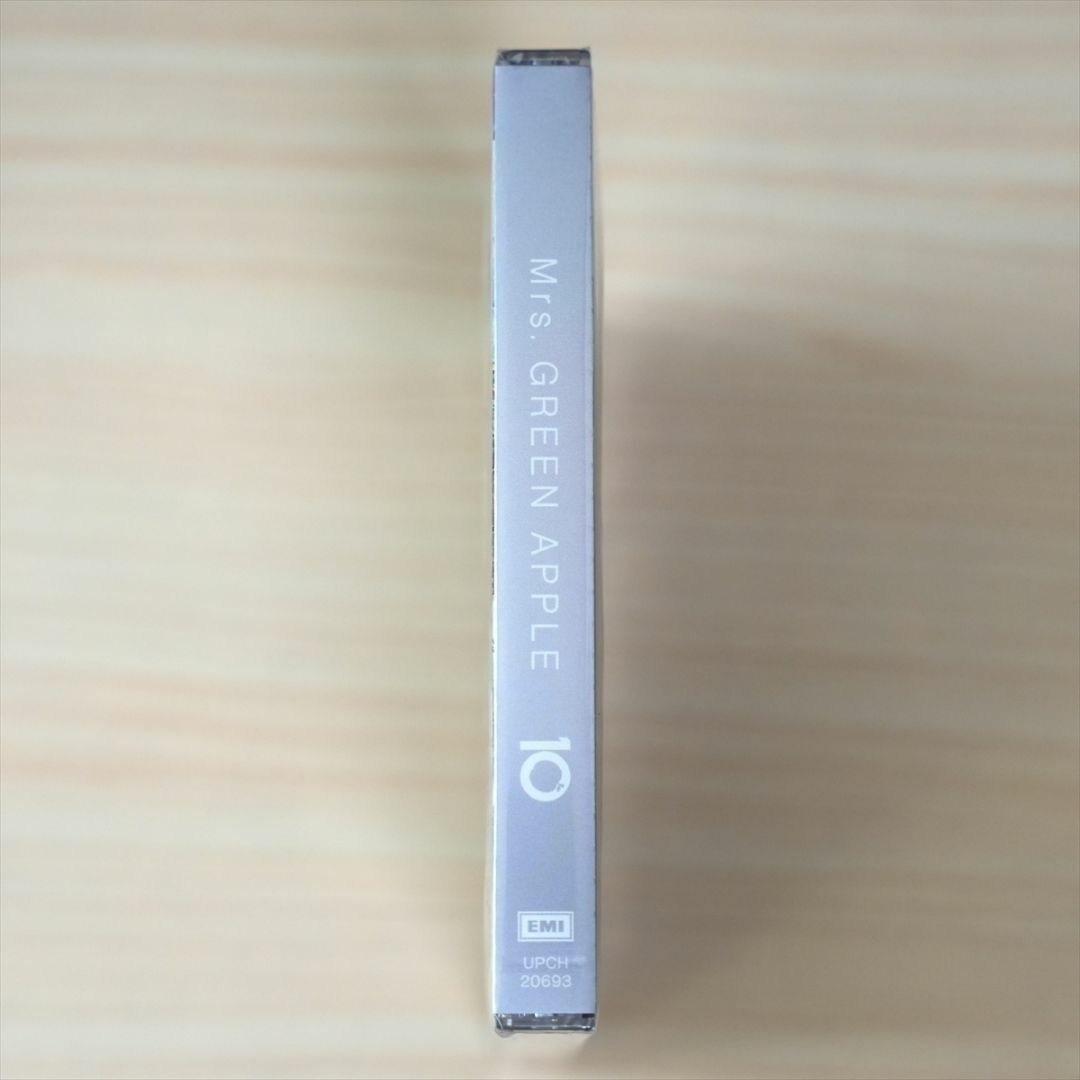 Mrs. GREEN APPLE
10
EMI
UPCH
20693